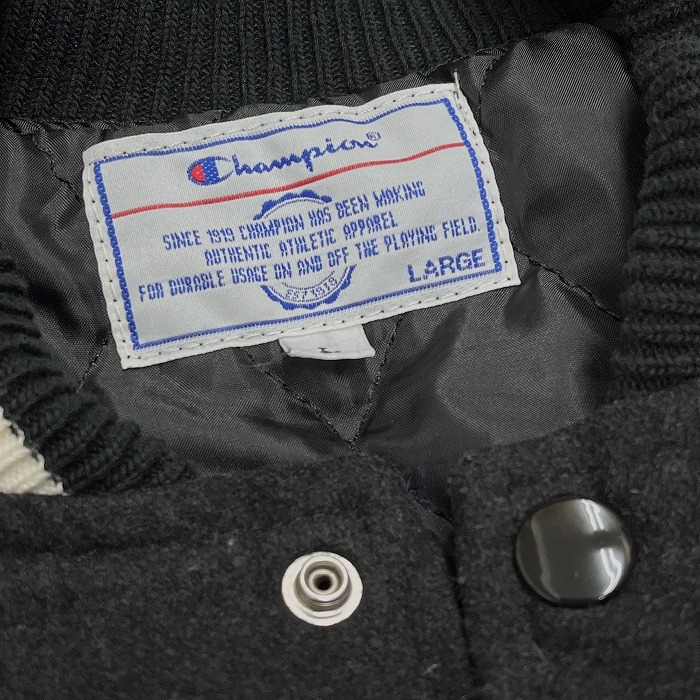 Champion®
SINCE 1919 CHAMPION HAS BEEN MAKING
AUTHENTIC ATHLETIC APPAREL
FOR DURABLE USAGE ON AND OFF THE PLAYING FIELD.
EST 1919
LARGE
L